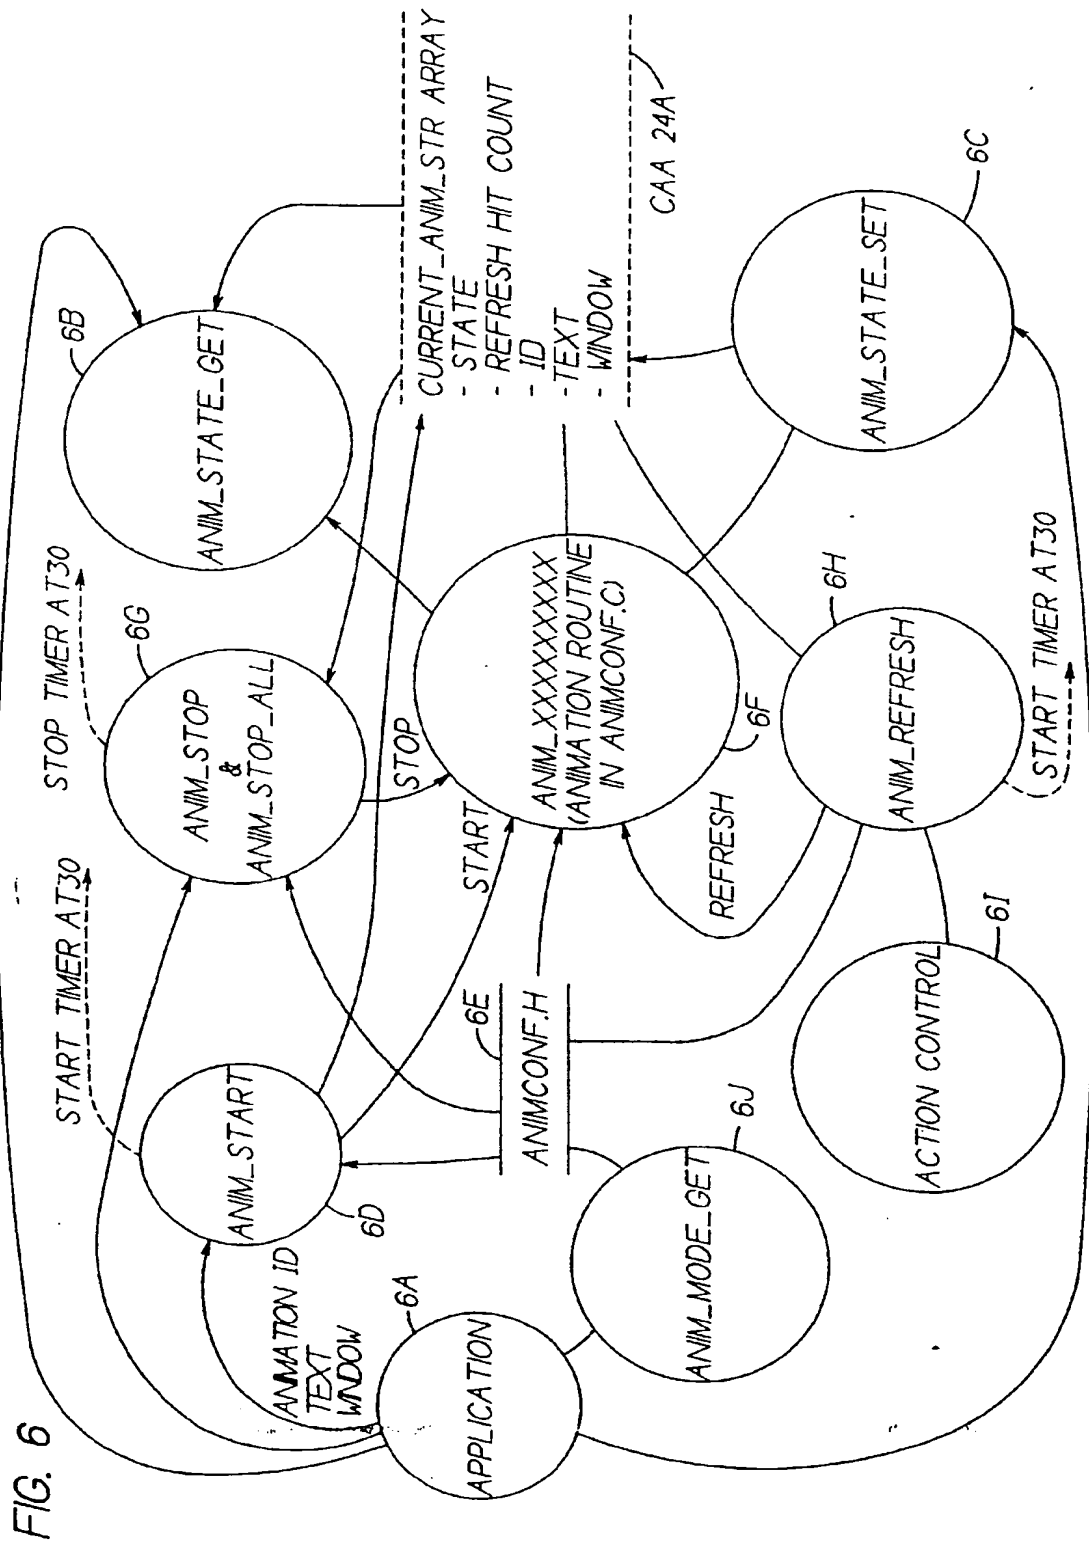 FIG. 6
START TIMER AT30
STOP TIMER AT30
6B
6G
ANIM_STATE_GET
ANIM_STOP
&
ANIM_STOP_ALL
ANIM_START
6D
ANIMATION ID
TEXT
WINDOW
6A
APPLICATION
STOP
START
CURRENT_ANIM_STR ARRAY
- STATE
- REFRESH HIT COUNT
- ID
- TEXT
- WINDOW
CAA 24A
6E
ANIMCONF.H
ANIM_XXXXXXXXX
(ANIMATION ROUTINE
IN ANIMCONF.C)
6F
REFRESH
6J
ANIM_MODE_GET
6H
ANIM_REFRESH
6C
ANIM_STATE_SET
6I
ACTION CONTROL
START TIMER AT30